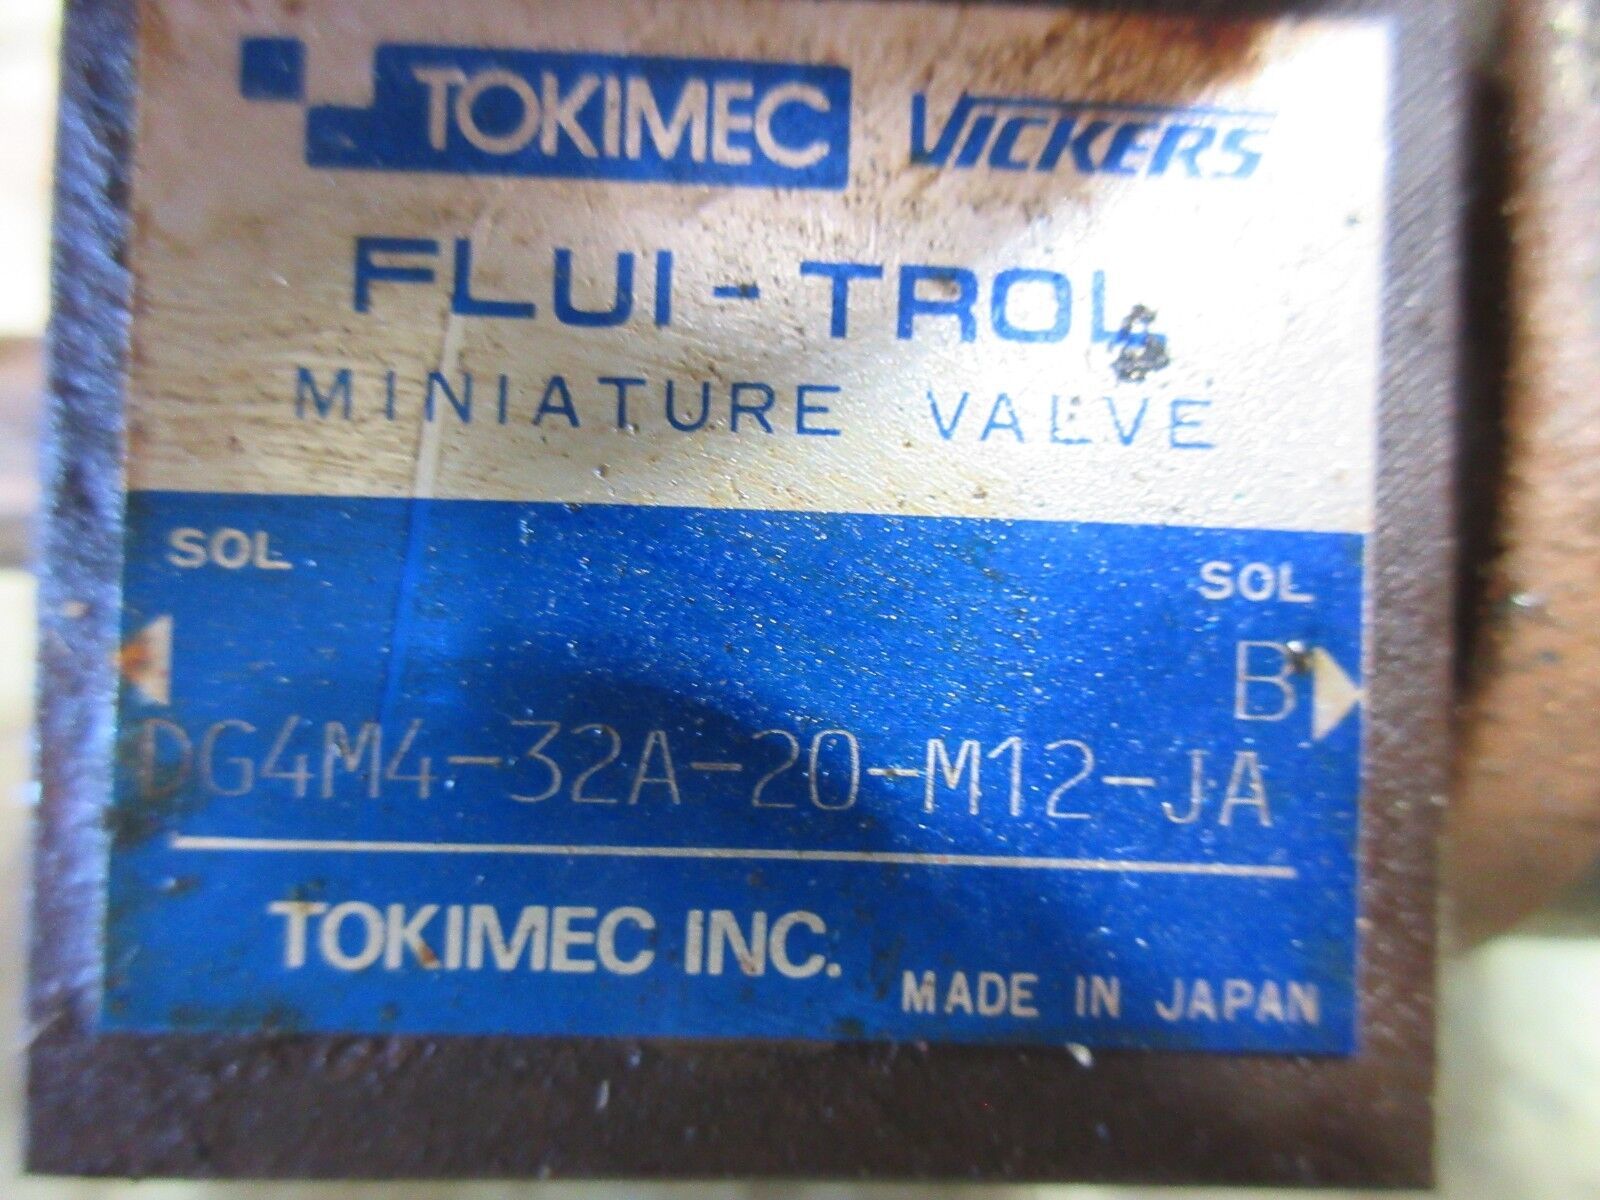 TOKIMEC VICKERS
FLUI-TROL
MINIATURE VALVE
SOL SOL
B
DG4M4-32A-20-M12-JA
TOKIMEC INC.
MADE IN JAPAN